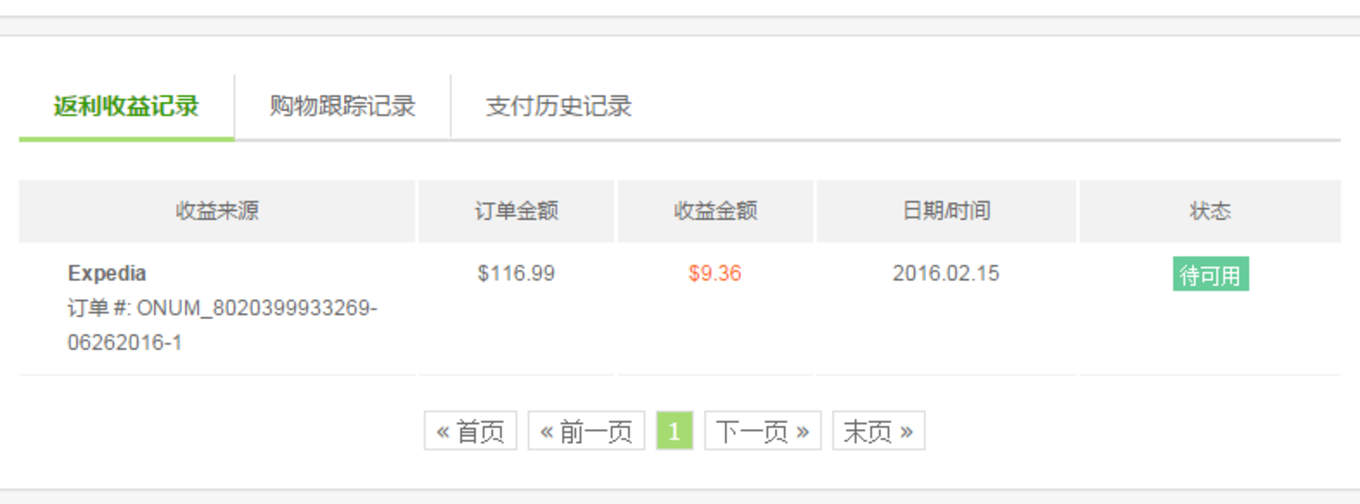 返利收益记录 购物跟踪记录 支付历史记录
收益来源 订单金额 收益金额 日期/时间 状态
Expedia $116.99 $9.36 2016.02.15 待可用
订单 #: ONUM_8020399933269-
06262016-1
« 首页 « 前一页 1 下一页 » 末页 »